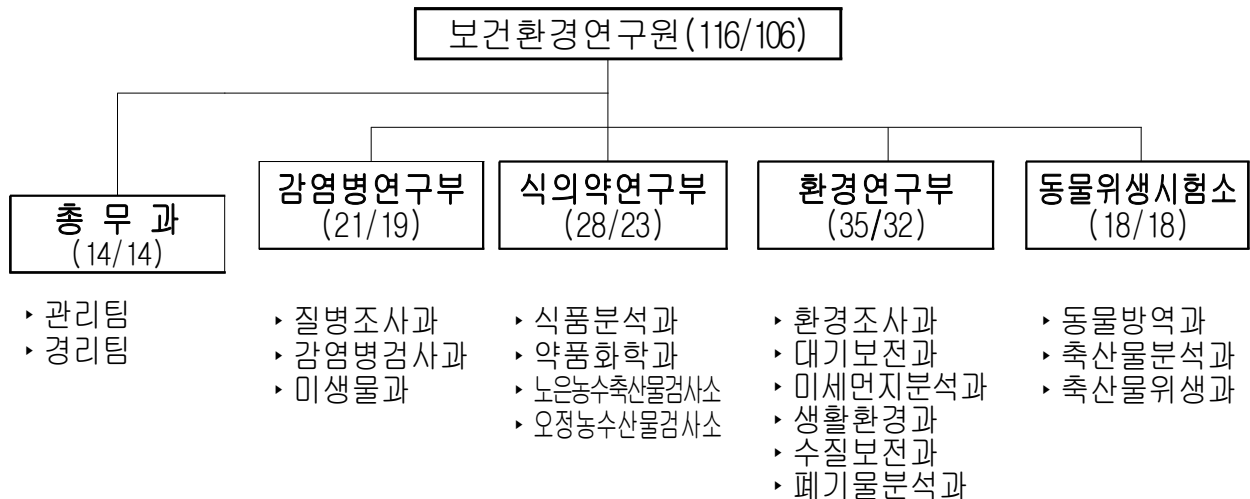 보건환경연구원(116/106)
총 무 과
(14/14)
‣ 관리팀
‣ 경리팀
감염병연구부
(21/19)
‣ 질병조사과
‣ 감염병검사과
‣ 미생물과
식의약연구부
(28/23)
‣ 식품분석과
‣ 약품화학과
‣ 노은농수축산물검사소
‣ 오정농수산물검사소
환경연구부
(35/32)
‣ 환경조사과
‣ 대기보전과
‣ 미세먼지분석과
‣ 생활환경과
‣ 수질보전과
‣ 폐기물분석과
동물위생시험소
(18/18)
‣ 동물방역과
‣ 축산물분석과
‣ 축산물위생과